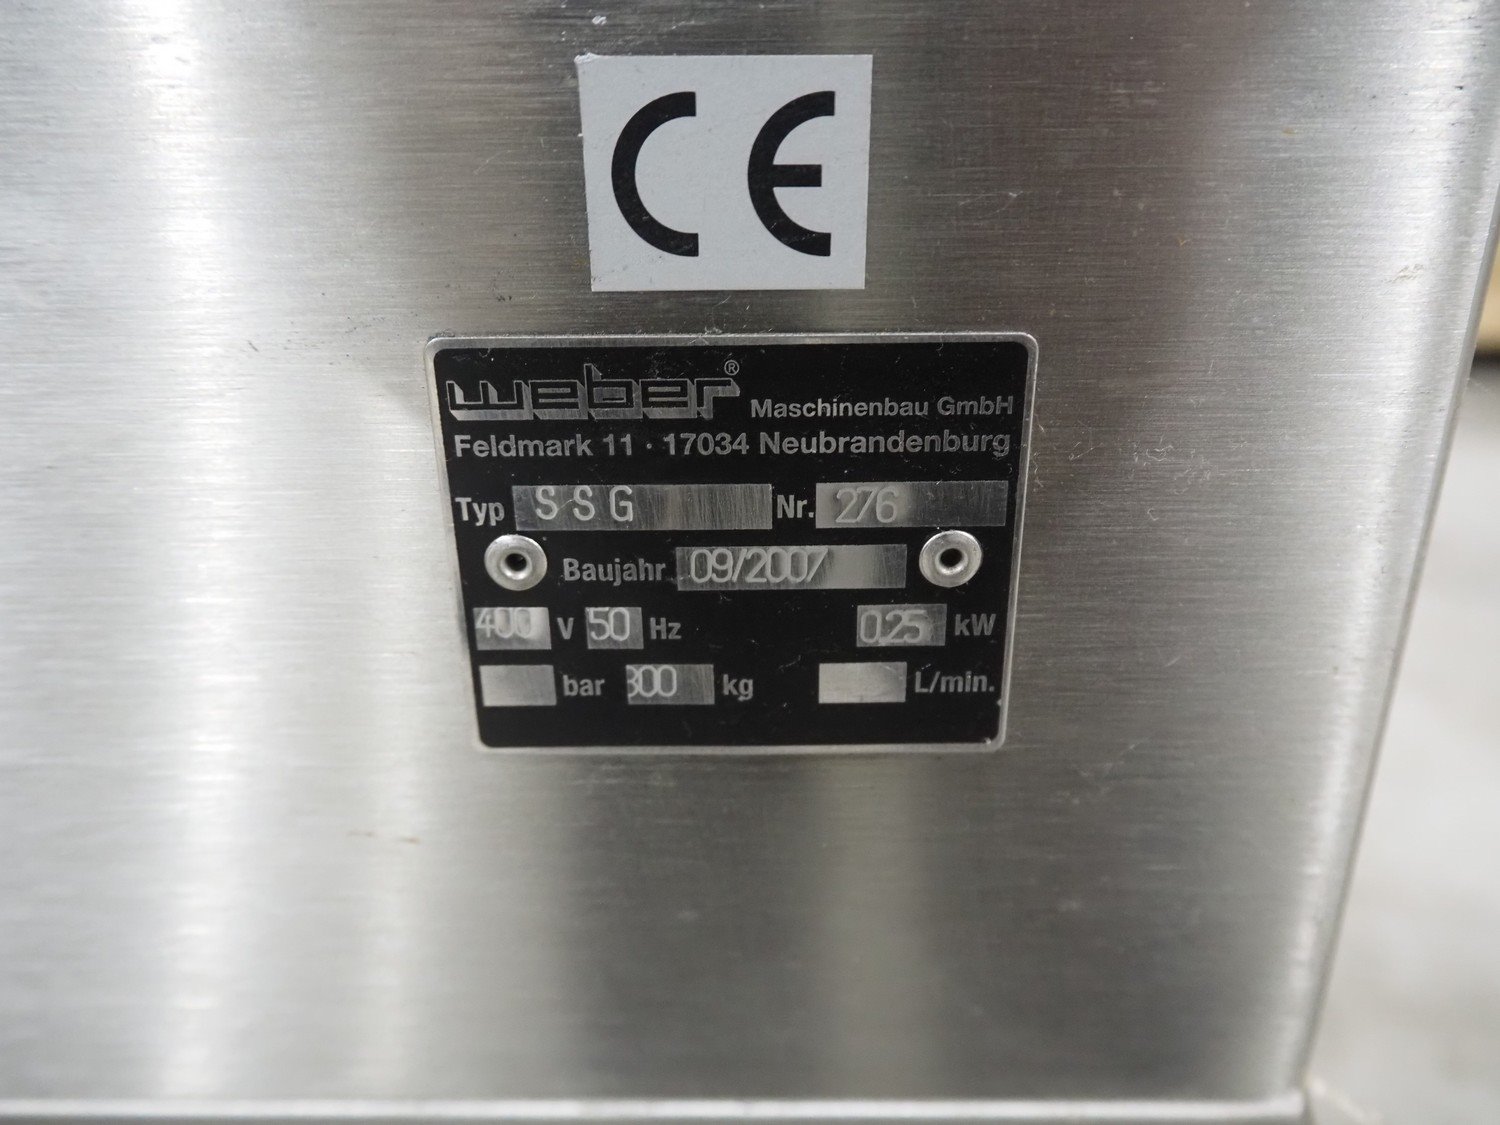 CE
weber® Maschinenbau GmbH
Feldmark 11 · 17034 Neubrandenburg
Typ SSG Nr. 276
Baujahr 09/2007
400 V 50 Hz 0.25 kW
bar 300 kg L/min.